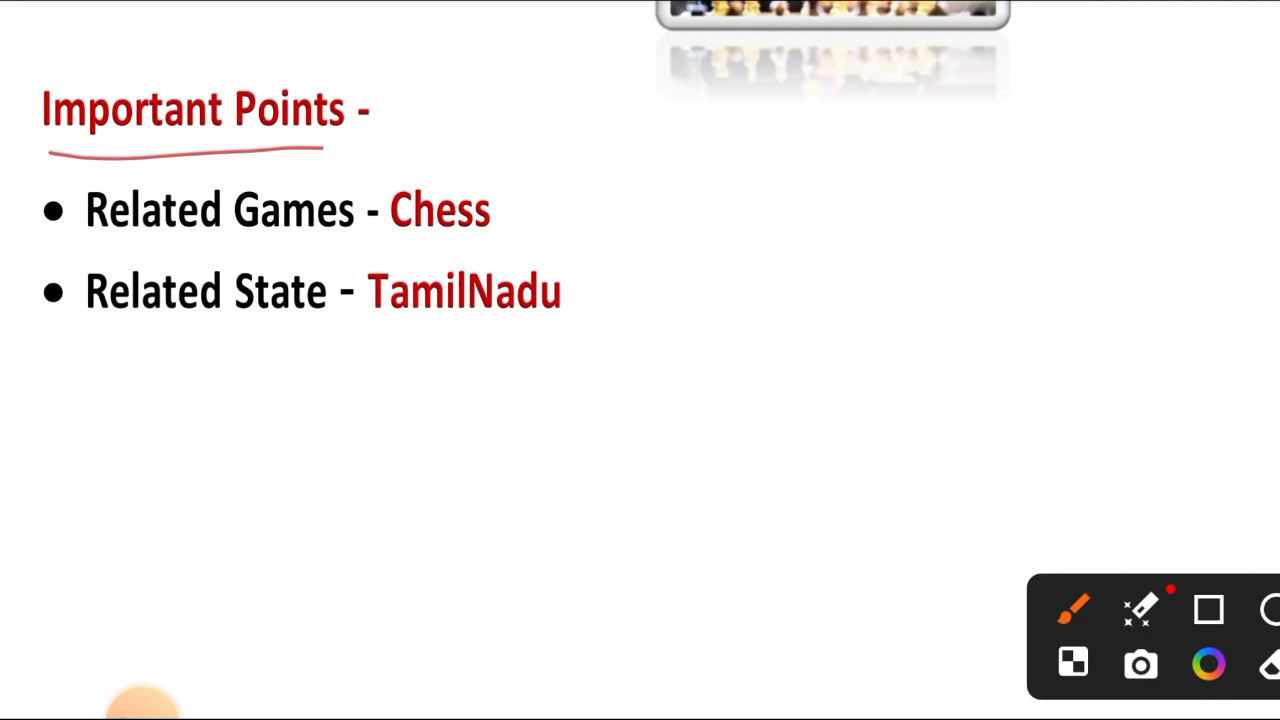 Important Points -
● Related Games - Chess
● Related State - TamilNadu